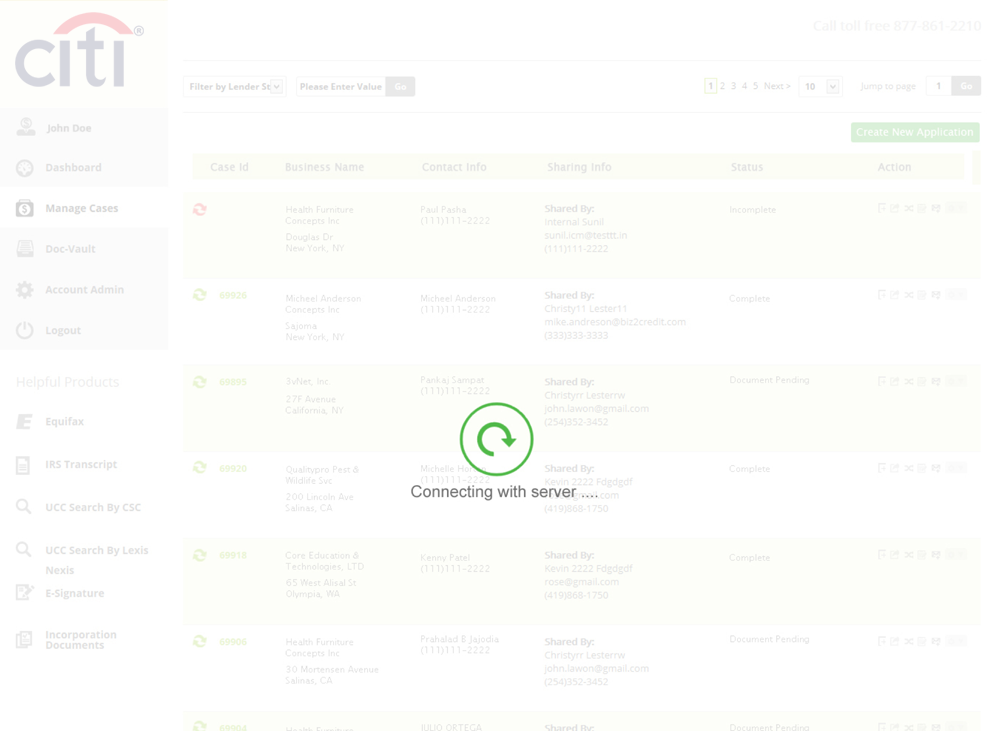 citi®
Call toll free 877-861-2210
Filter by Lender St
Please Enter Value
Go
1 2 3 4 5 Next >
10
Jump to page
1
Go
John Doe
Dashboard
Manage Cases
Doc-Vault
Account Admin
Logout
Helpful Products
Equifax
IRS Transcript
UCC Search By CSC
UCC Search By Lexis
Nexis
E-Signature
Incorporation
Documents
Create New Application
Case Id Business Name Contact Info Sharing Info Status Action
Health Furniture
Concepts Inc
Douglas Dr
New York, NY
Paul Pasha
(111)111-2222
Shared By:
Internal Sunil
sunil.icm@testtt.in
(111)111-2222
Incomplete
69926
Micheel Anderson
Concepts Inc
Sajoma
New York, NY
Micheel Anderson
(111)111-2222
Shared By:
Christy11 Lester11
mike.andreson@biz2credit.com
(333)333-3333
Complete
69895
3vNet, Inc
27F Avenue
California, NY
Pankaj Sampat
(111)111-2222
Shared By:
Christyrr Lesterrw
john.lawon@gmail.com
(254)352-3452
Document Pending
Connecting with server ....
69920
Qualitypro Pest &
Wildlife Svc
200 Lincoln Ave
Salinas, CA
Michelle
(111)111-2222
Shared By:
Kevin 2222 Fdgdgdf
(419)868-1750
Complete
69918
Core Education &
Technologies, LTD
65 West Alisal St
Olympia, WA
Kenny Patel
(111)111-2222
Shared By:
Kevin 2222 Fdgdgdf
rose@gmail.com
(419)868-1750
Complete
69906
Health Furniture
Concepts Inc
30 Mortensen Avenue
Salinas, CA
Prahalad B Jajodia
(111)111-2222
Shared By:
Christyrr Lesterrw
john.lawon@gmail.com
(254)352-3452
Document Pending
69904
Health Furniture
JULIO ORTEGA
Shared By:
Document Pending